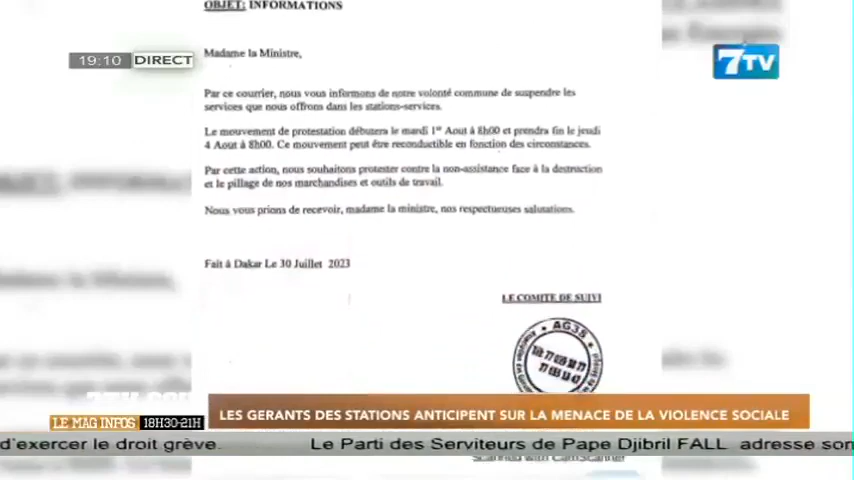 OBJET: INFORMATIONS
19:10 DIRECT
7TV
Madame la Ministre,
Par ce courrier, nous vous informons de notre volonté commune de suspendre les
services que nous offrons dans les stations-services.
Le mouvement de protestation débutera le mardi 1er Aout à 8h00 et prendra fin le jeudi
4 Aout à 8h00. Ce mouvement peut être reconductible en fonction des circonstances.
Par cette action, nous souhaitons protester contre la non-assistance face à la destruction
et le pillage de nos marchandises et outils de travail.
Nous vous prions de recevoir, madame la ministre, nos respectueuses salutations.
Fait à Dakar Le 30 Juillet 2023
LE COMITE DE SUIVI
AG35
LES GERANTS DES STATIONS ANTICIPENT SUR LA MENACE DE LA VIOLENCE SOCIALE
LE MAG INFOS 18H30-21H
d'exercer le droit grève. Le Parti des Serviteurs de Pape Djibril FALL adresse son
Scanned with CamScanner